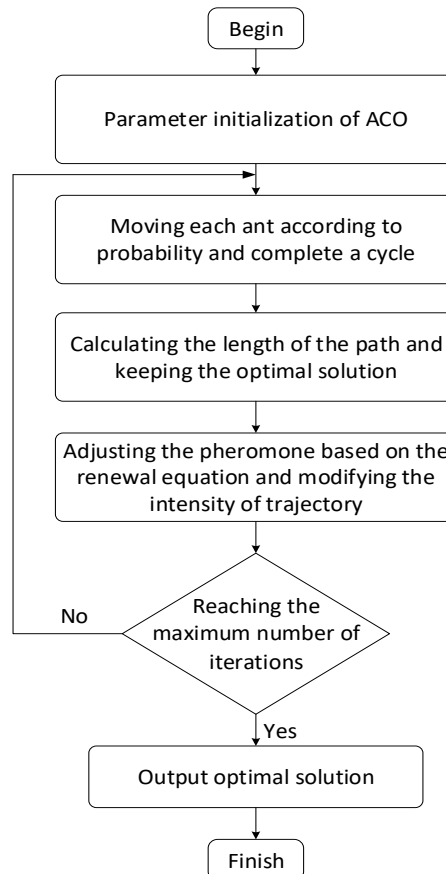 Begin
Parameter initialization of ACO
Moving each ant according to
probability and complete a cycle
Calculating the length of the path and
keeping the optimal solution
Adjusting the pheromone based on the
renewal equation and modifying the
intensity of trajectory
No
Reaching the
maximum number of
iterations
Yes
Output optimal solution
Finish